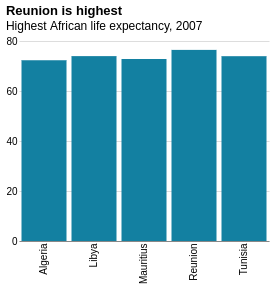 Reunion is highest
Highest African life expectancy, 2007
80
60
40
20
0
Algeria
Libya
Mauritius
Reunion
Tunisia